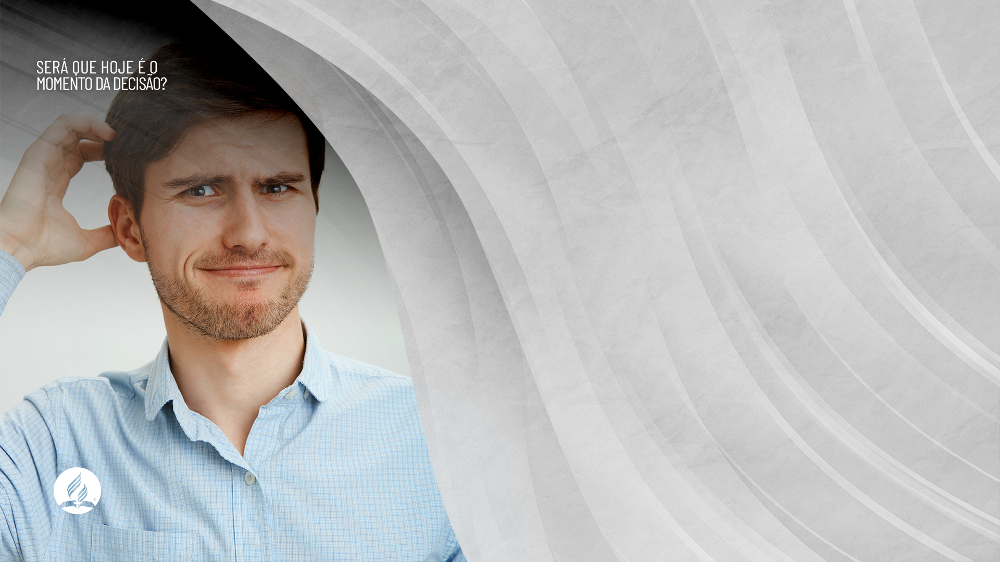 SERÁ QUE HOJE É O
MOMENTO DA DECISÃO?